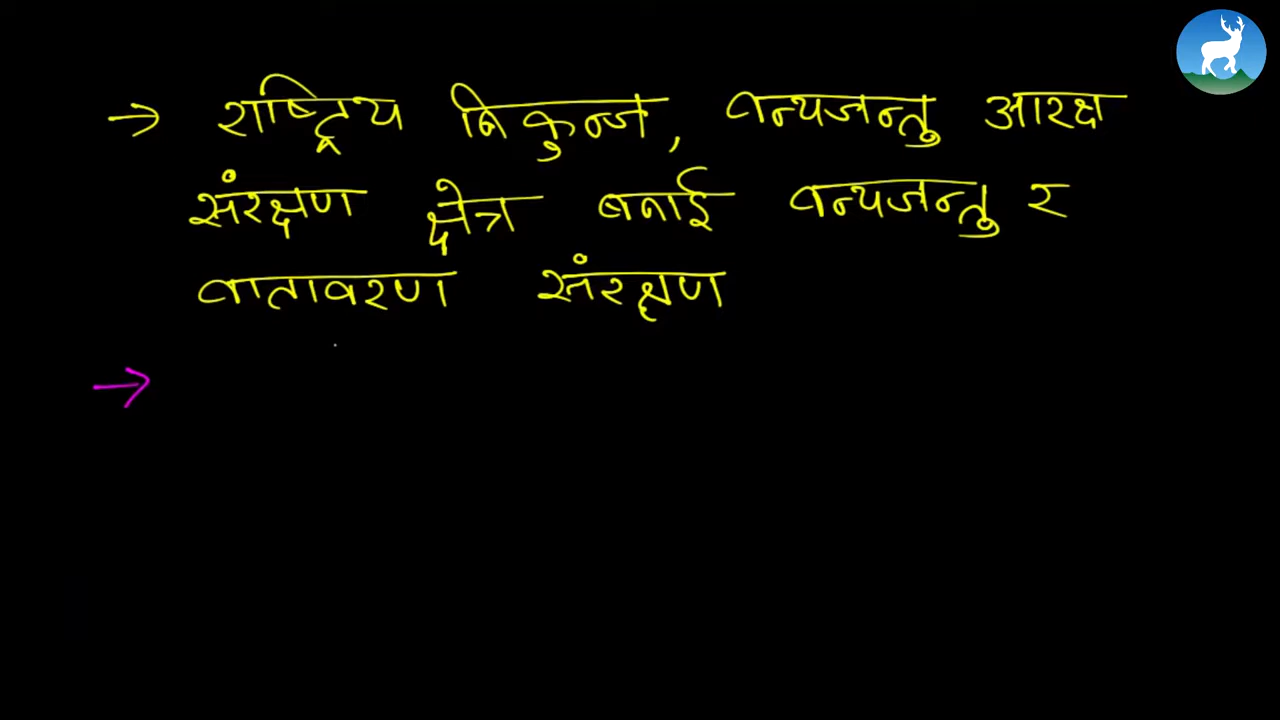 → राष्ट्रिय निकुन्ज, वन्यजन्तु आरक्ष
संरक्षण क्षेत्र बनाई वन्यजन्तु र
वातावरण संरक्षण
→